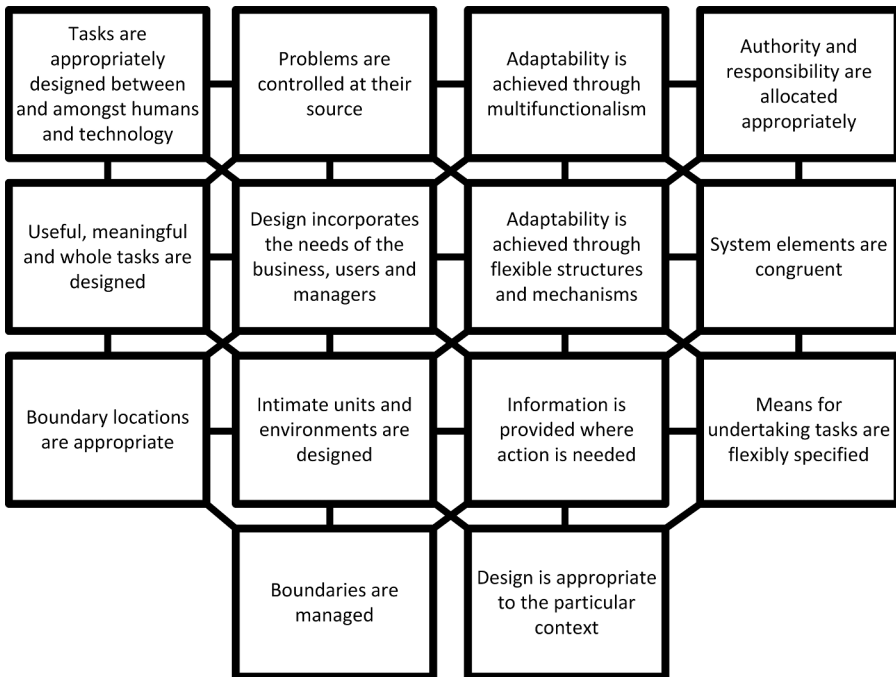 Tasks are
appropriately
designed between
and amongst humans
and technology
Problems are
controlled at their
source
Adaptability is
achieved through
multifunctionalism
Authority and
responsibility are
allocated
appropriately
Useful, meaningful
and whole tasks are
designed
Design incorporates
the needs of the
business, users and
managers
Adaptability is
achieved through
flexible structures
and mechanisms
System elements are
congruent
Boundary locations
are appropriate
Intimate units and
environments are
designed
Information is
provided where
action is needed
Means for
undertaking tasks are
flexibly specified
Boundaries are
managed
Design is appropriate
to the particular
context